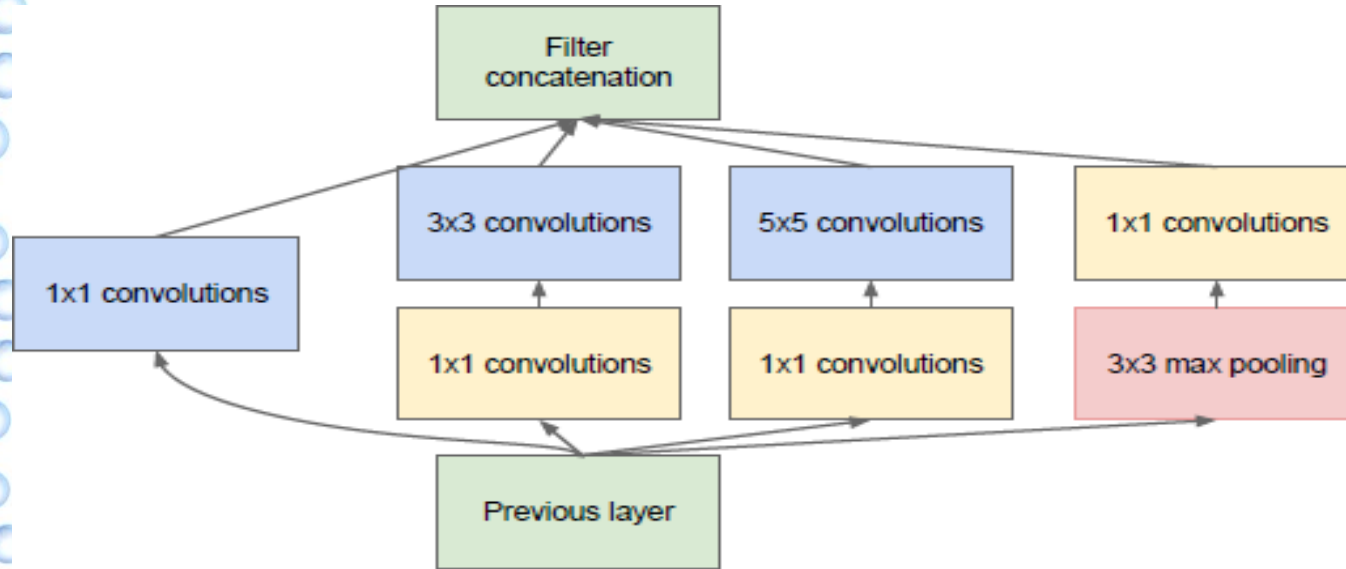 Filter
concatenation
3x3 convolutions
5x5 convolutions
1x1 convolutions
1x1 convolutions
1x1 convolutions
1x1 convolutions
3x3 max pooling
Previous layer